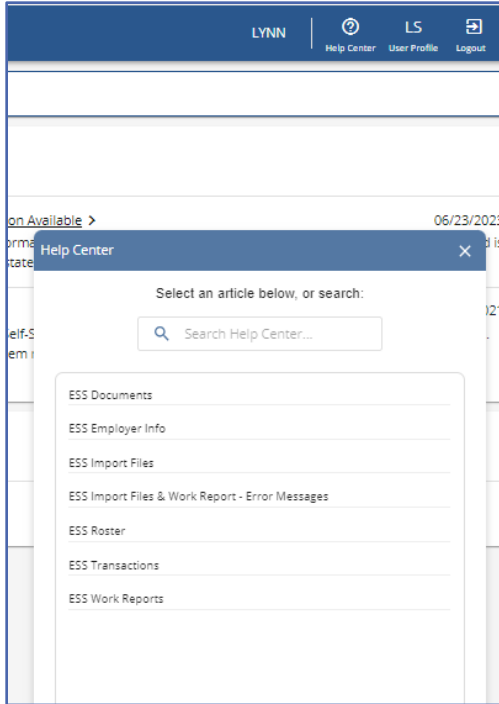 LYNN
LS
Help Center User Profile Logout
on Available >
06/23/2023
Help Center
Select an article below, or search:
Search Help Center...
ESS Documents
ESS Employer Info
ESS Import Files
ESS Import Files & Work Report - Error Messages
ESS Roster
ESS Transactions
ESS Work Reports